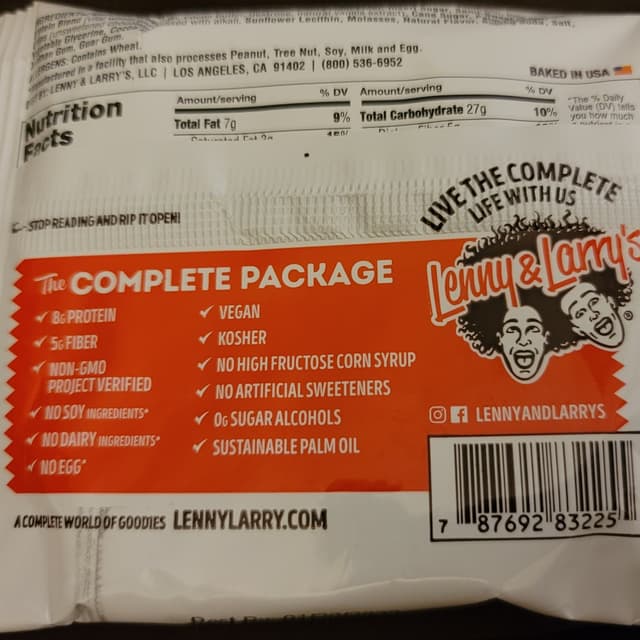 Sunflower Lecithin, Molasses, Natural Flavor,
Gum, Guar Gum.
Contains Wheat.
in a facility that also processes Peanut, Tree Nut, Soy, Milk and Egg.
LENNY & LARRY'S, LLC | LOS ANGELES, CA 91402 | (800) 536-6952
BAKED IN USA
Nutrition
Facts
Amount/serving % DV Amount/serving % DV
Total Fat 7g 9% Total Carbohydrate 27g 10%
*The % Daily
Value (DV) tells
you how much
STOP READING AND RIP IT OPEN!
LIVE THE COMPLETE
LIFE WITH US
Lenny & Larry's
®
The COMPLETE PACKAGE
✓ 8G PROTEIN
✓ 5G FIBER
✓ NON-GMO
PROJECT VERIFIED
✓ NO SOY INGREDIENTS*
✓ NO DAIRY INGREDIENTS*
✓ NO EGG*
✓ VEGAN
✓ KOSHER
✓ NO HIGH FRUCTOSE CORN SYRUP
✓ NO ARTIFICIAL SWEETENERS
✓ 0G SUGAR ALCOHOLS
✓ SUSTAINABLE PALM OIL
LENNYANDLARRYS
A COMPLETE WORLD OF GOODIES LENNYLARRY.COM
7 87692 83225